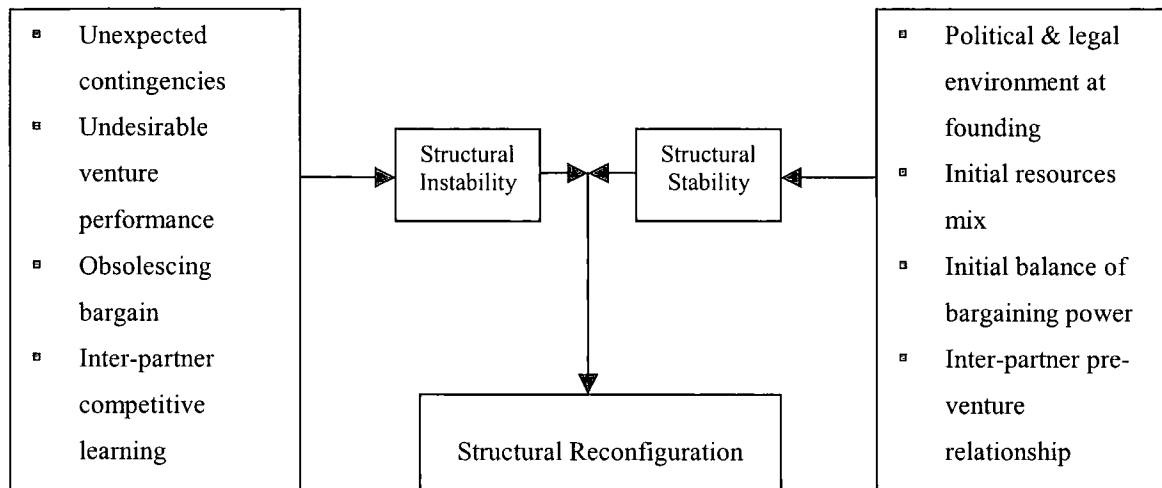 Unexpected
contingencies
Undesirable
venture
performance
Obsolescing
bargain
Inter-partner
competitive
learning
Structural
Instability
Structural
Stability
Structural Reconfiguration
Political & legal
environment at
founding
Initial resources
mix
Initial balance of
bargaining power
Inter-partner pre-
venture
relationship